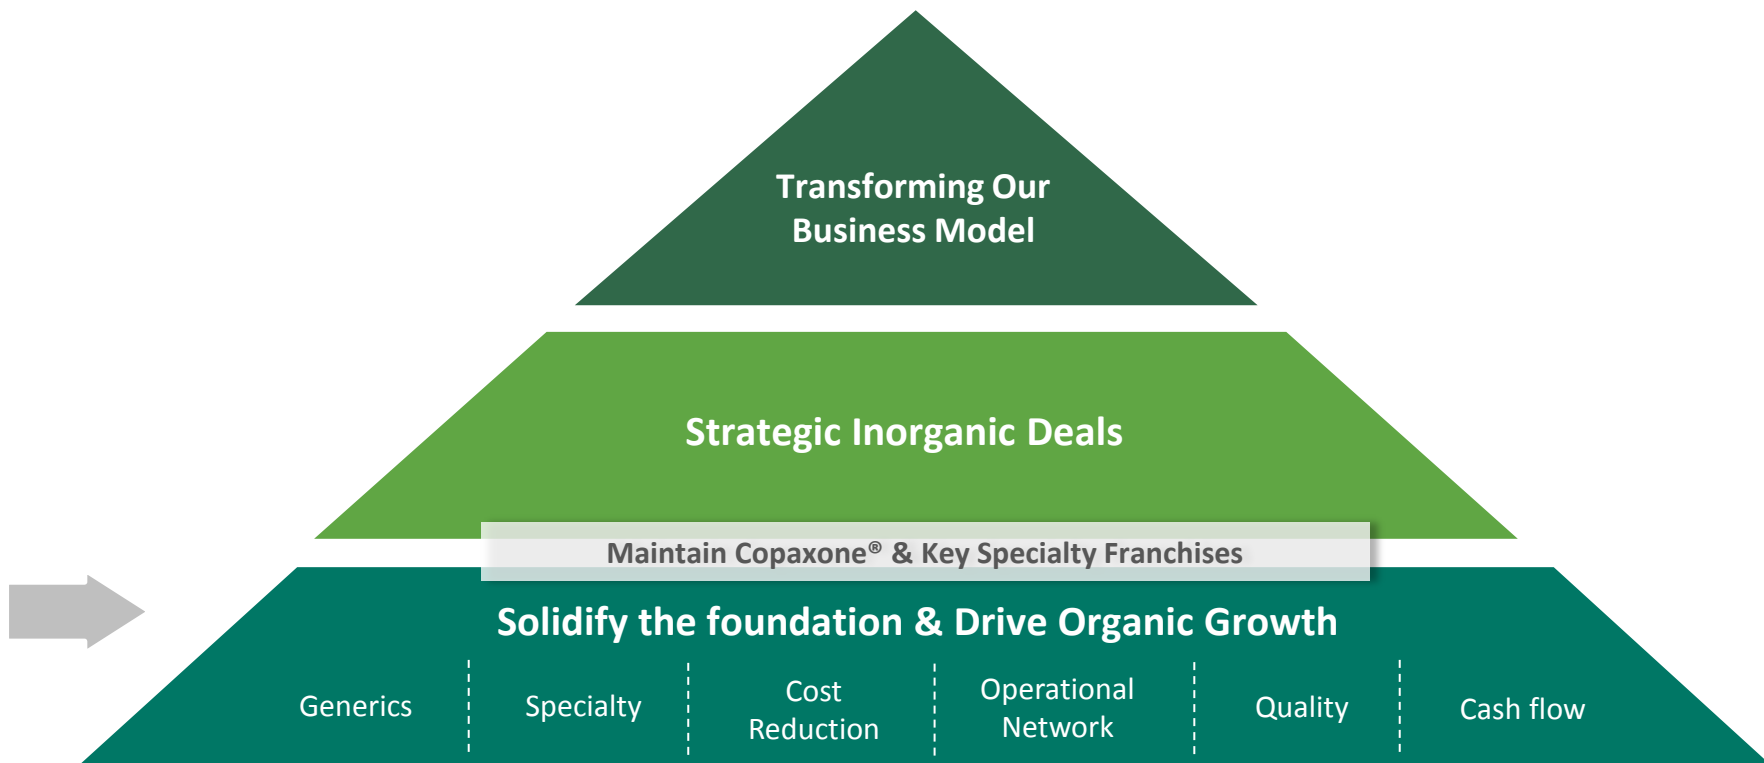 Transforming Our
Business Model
Strategic Inorganic Deals
Maintain Copaxone® & Key Specialty Franchises
Solidify the foundation & Drive Organic Growth
Generics
Specialty
Cost
Reduction
Operational
Network
Quality
Cash flow